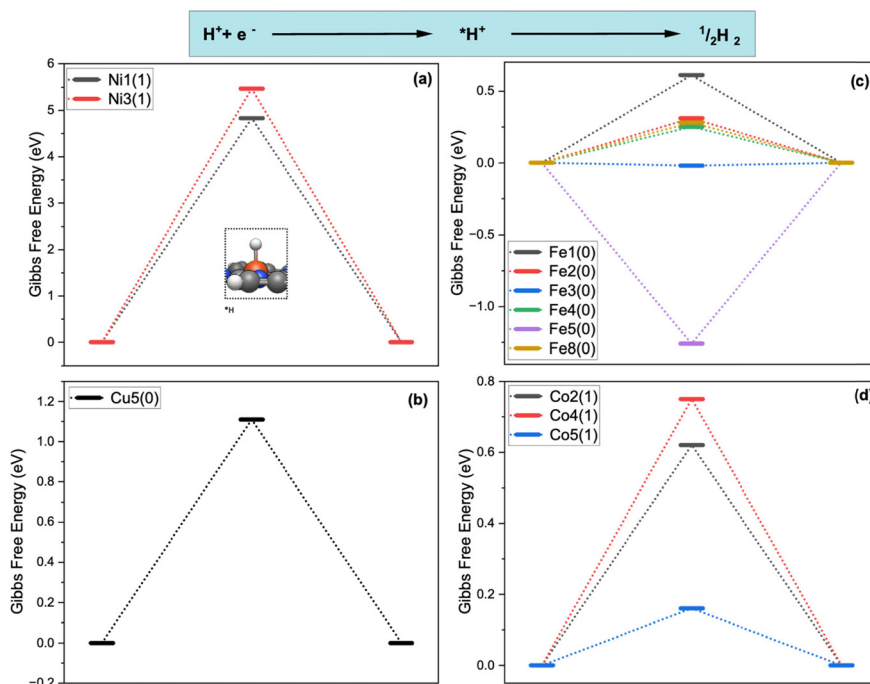 H⁺+ e⁻ *H⁺ ¹/₂H ₂
(a)
Ni1(1)
Ni3(1)
Gibbs Free Energy (eV)
6
5
4
3
2
1
0
*H
(b)
Cu5(0)
Gibbs Free Energy (eV)
1.2
1.0
0.8
0.6
0.4
0.2
0.0
−0.2
(c)
Gibbs Free Energy (eV)
0.5
0.0
−0.5
−1.0
Fe1(0)
Fe2(0)
Fe3(0)
Fe4(0)
Fe5(0)
Fe8(0)
(d)
Co2(1)
Co4(1)
Co5(1)
Gibbs Free Energy (eV)
0.8
0.6
0.4
0.2
0.0